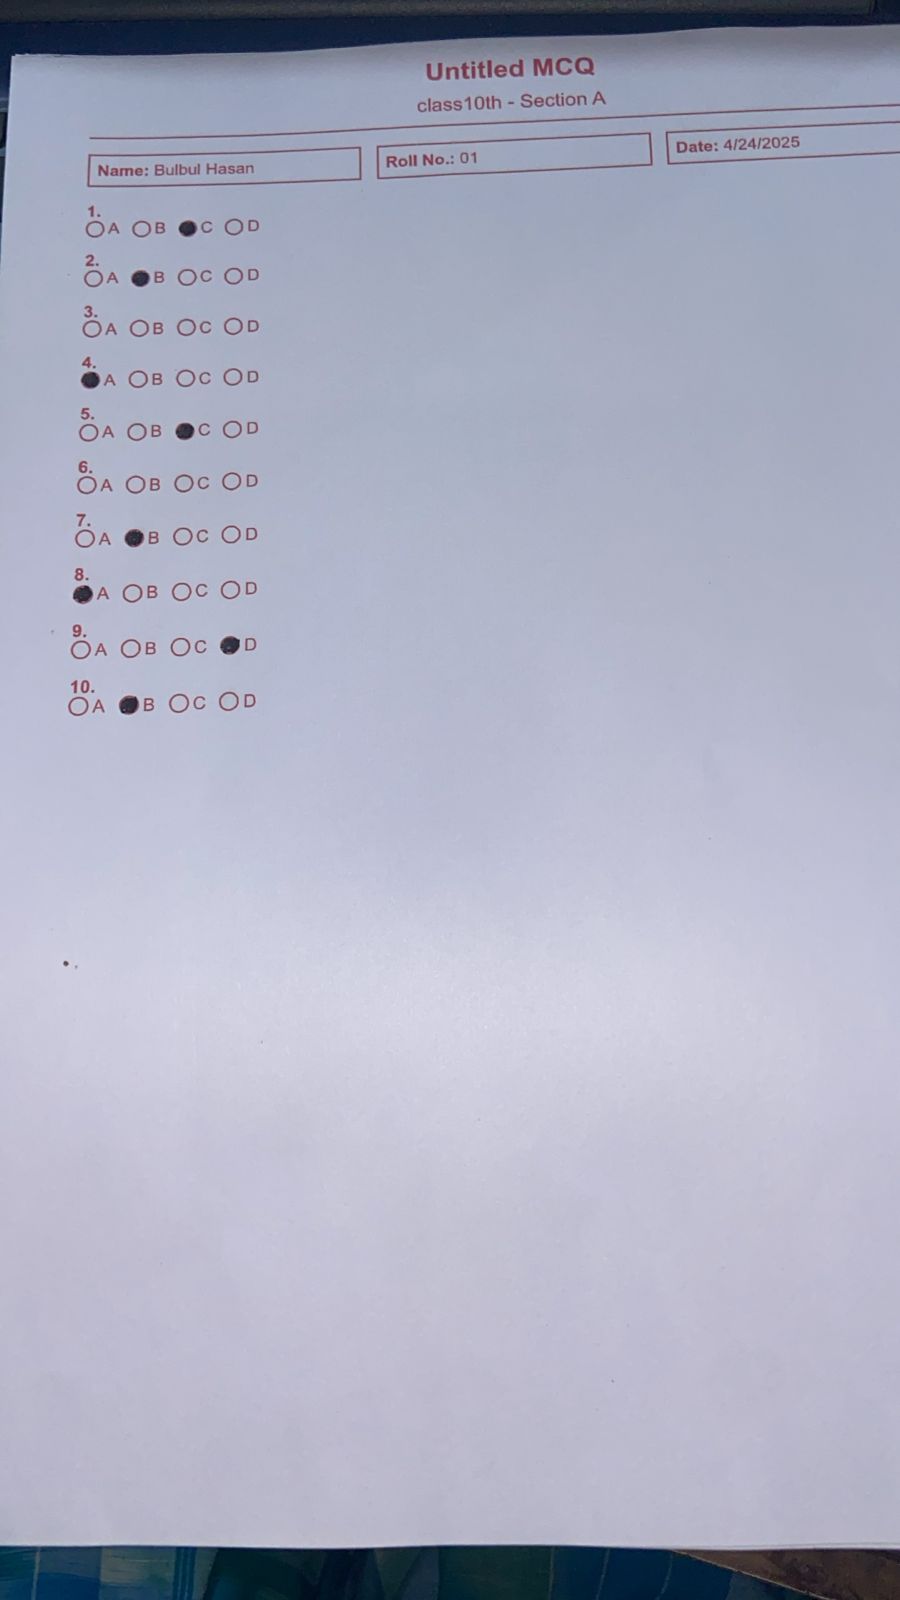 Untitled MCQ
class10th - Section A
Name: Bulbul Hasan
Roll No.: 01
Date: 4/24/2025
1.
A B C D
2.
A B C D
3.
A B C D
4.
A B C D
5.
A B C D
6.
A B C D
7.
A B C D
8.
A B C D
9.
A B C D
10.
A B C D